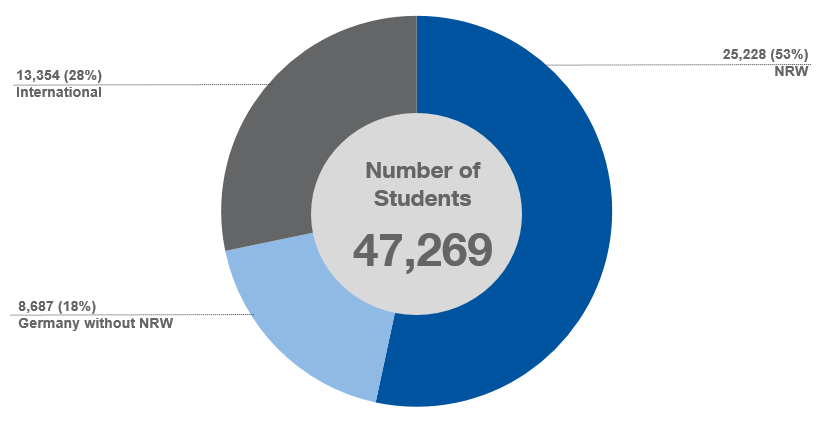 25,228 (53%)
NRW
13,354 (28%)
International
Number of
Students
47,269
8,687 (18%)
Germany without NRW